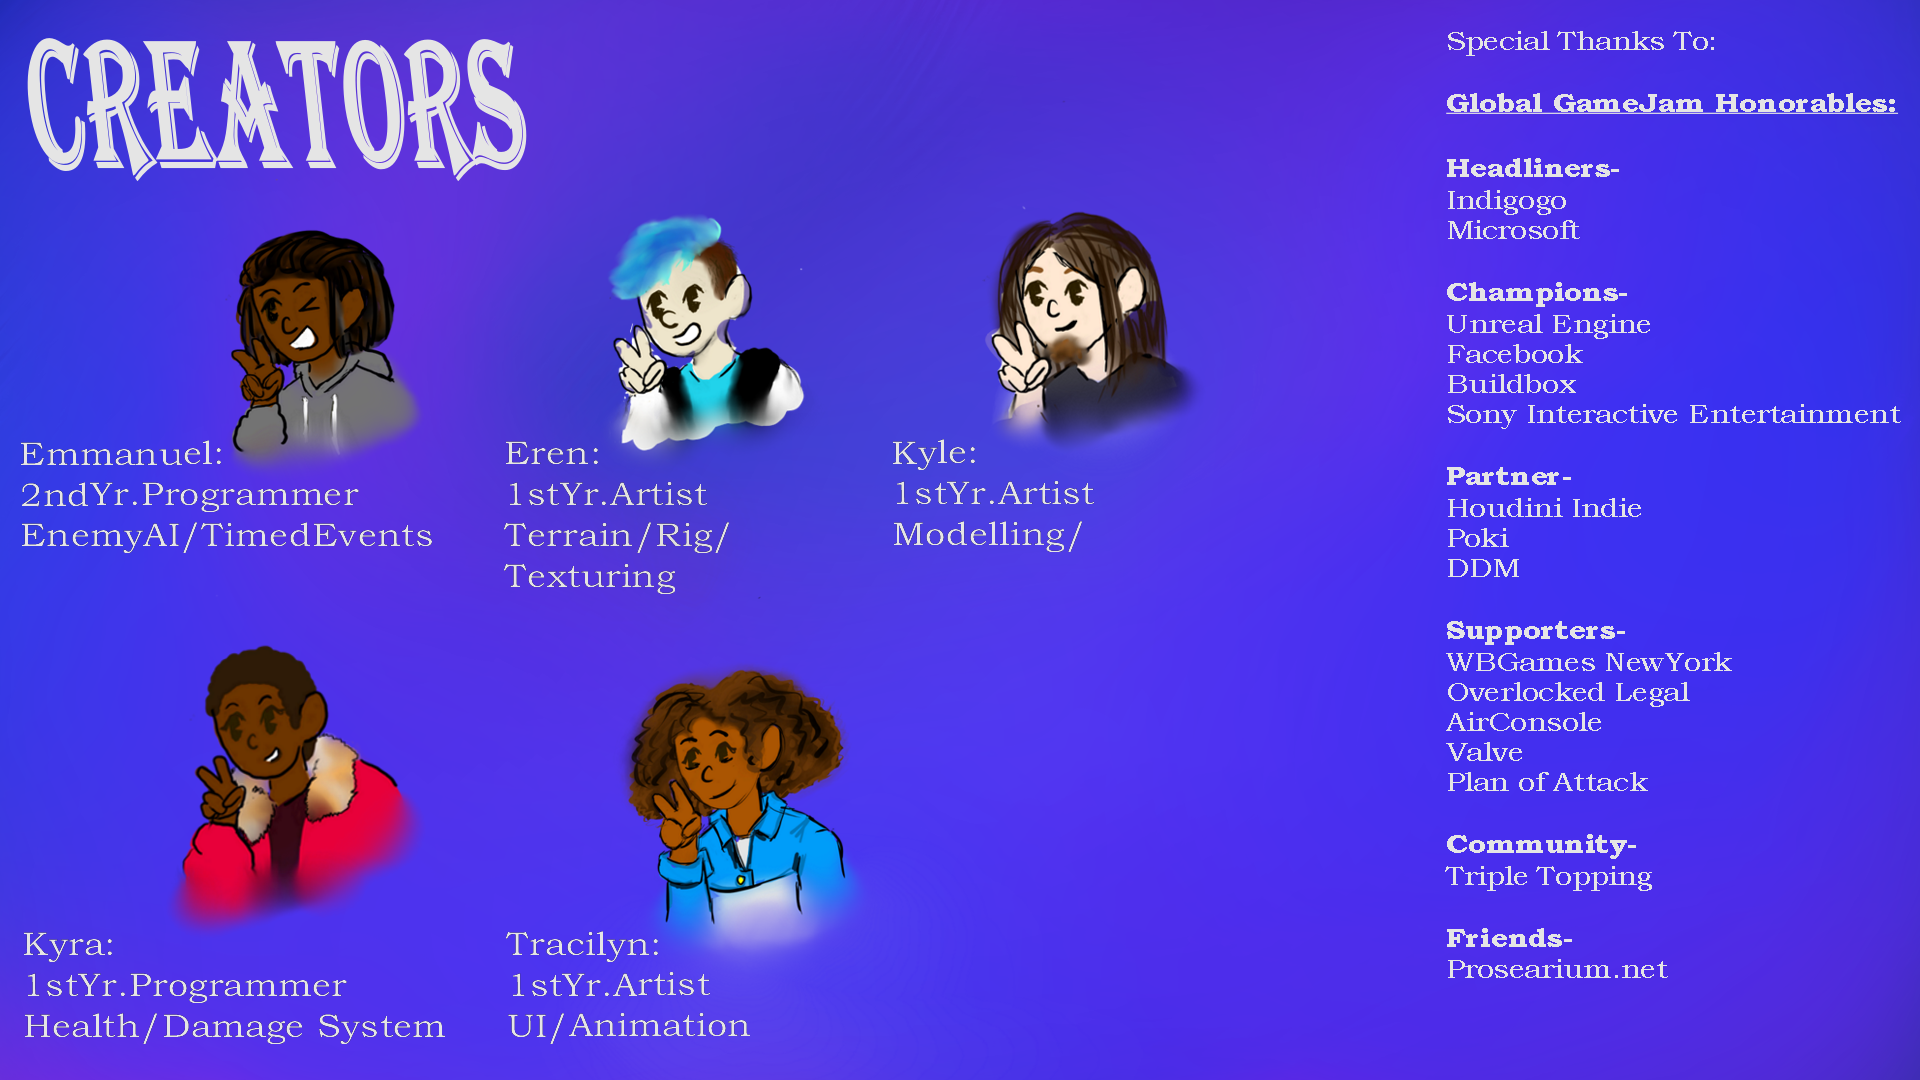 CREATORS
Emmanuel:
2ndYr.Programmer
EnemyAI/TimedEvents
Eren:
1stYr.Artist
Terrain/Rig/
Texturing
Kyle:
1stYr.Artist
Modelling/
Kyra:
1stYr.Programmer
Health/Damage System
Tracilyn:
1stYr.Artist
UI/Animation
Special Thanks To:
Global GameJam Honorables:
Headliners-
Indigogo
Microsoft
Champions-
Unreal Engine
Facebook
Buildbox
Sony Interactive Entertainment
Partner-
Houdini Indie
Poki
DDM
Supporters-
WBGames NewYork
Overlocked Legal
AirConsole
Valve
Plan of Attack
Community-
Triple Topping
Friends-
Prosearium.net